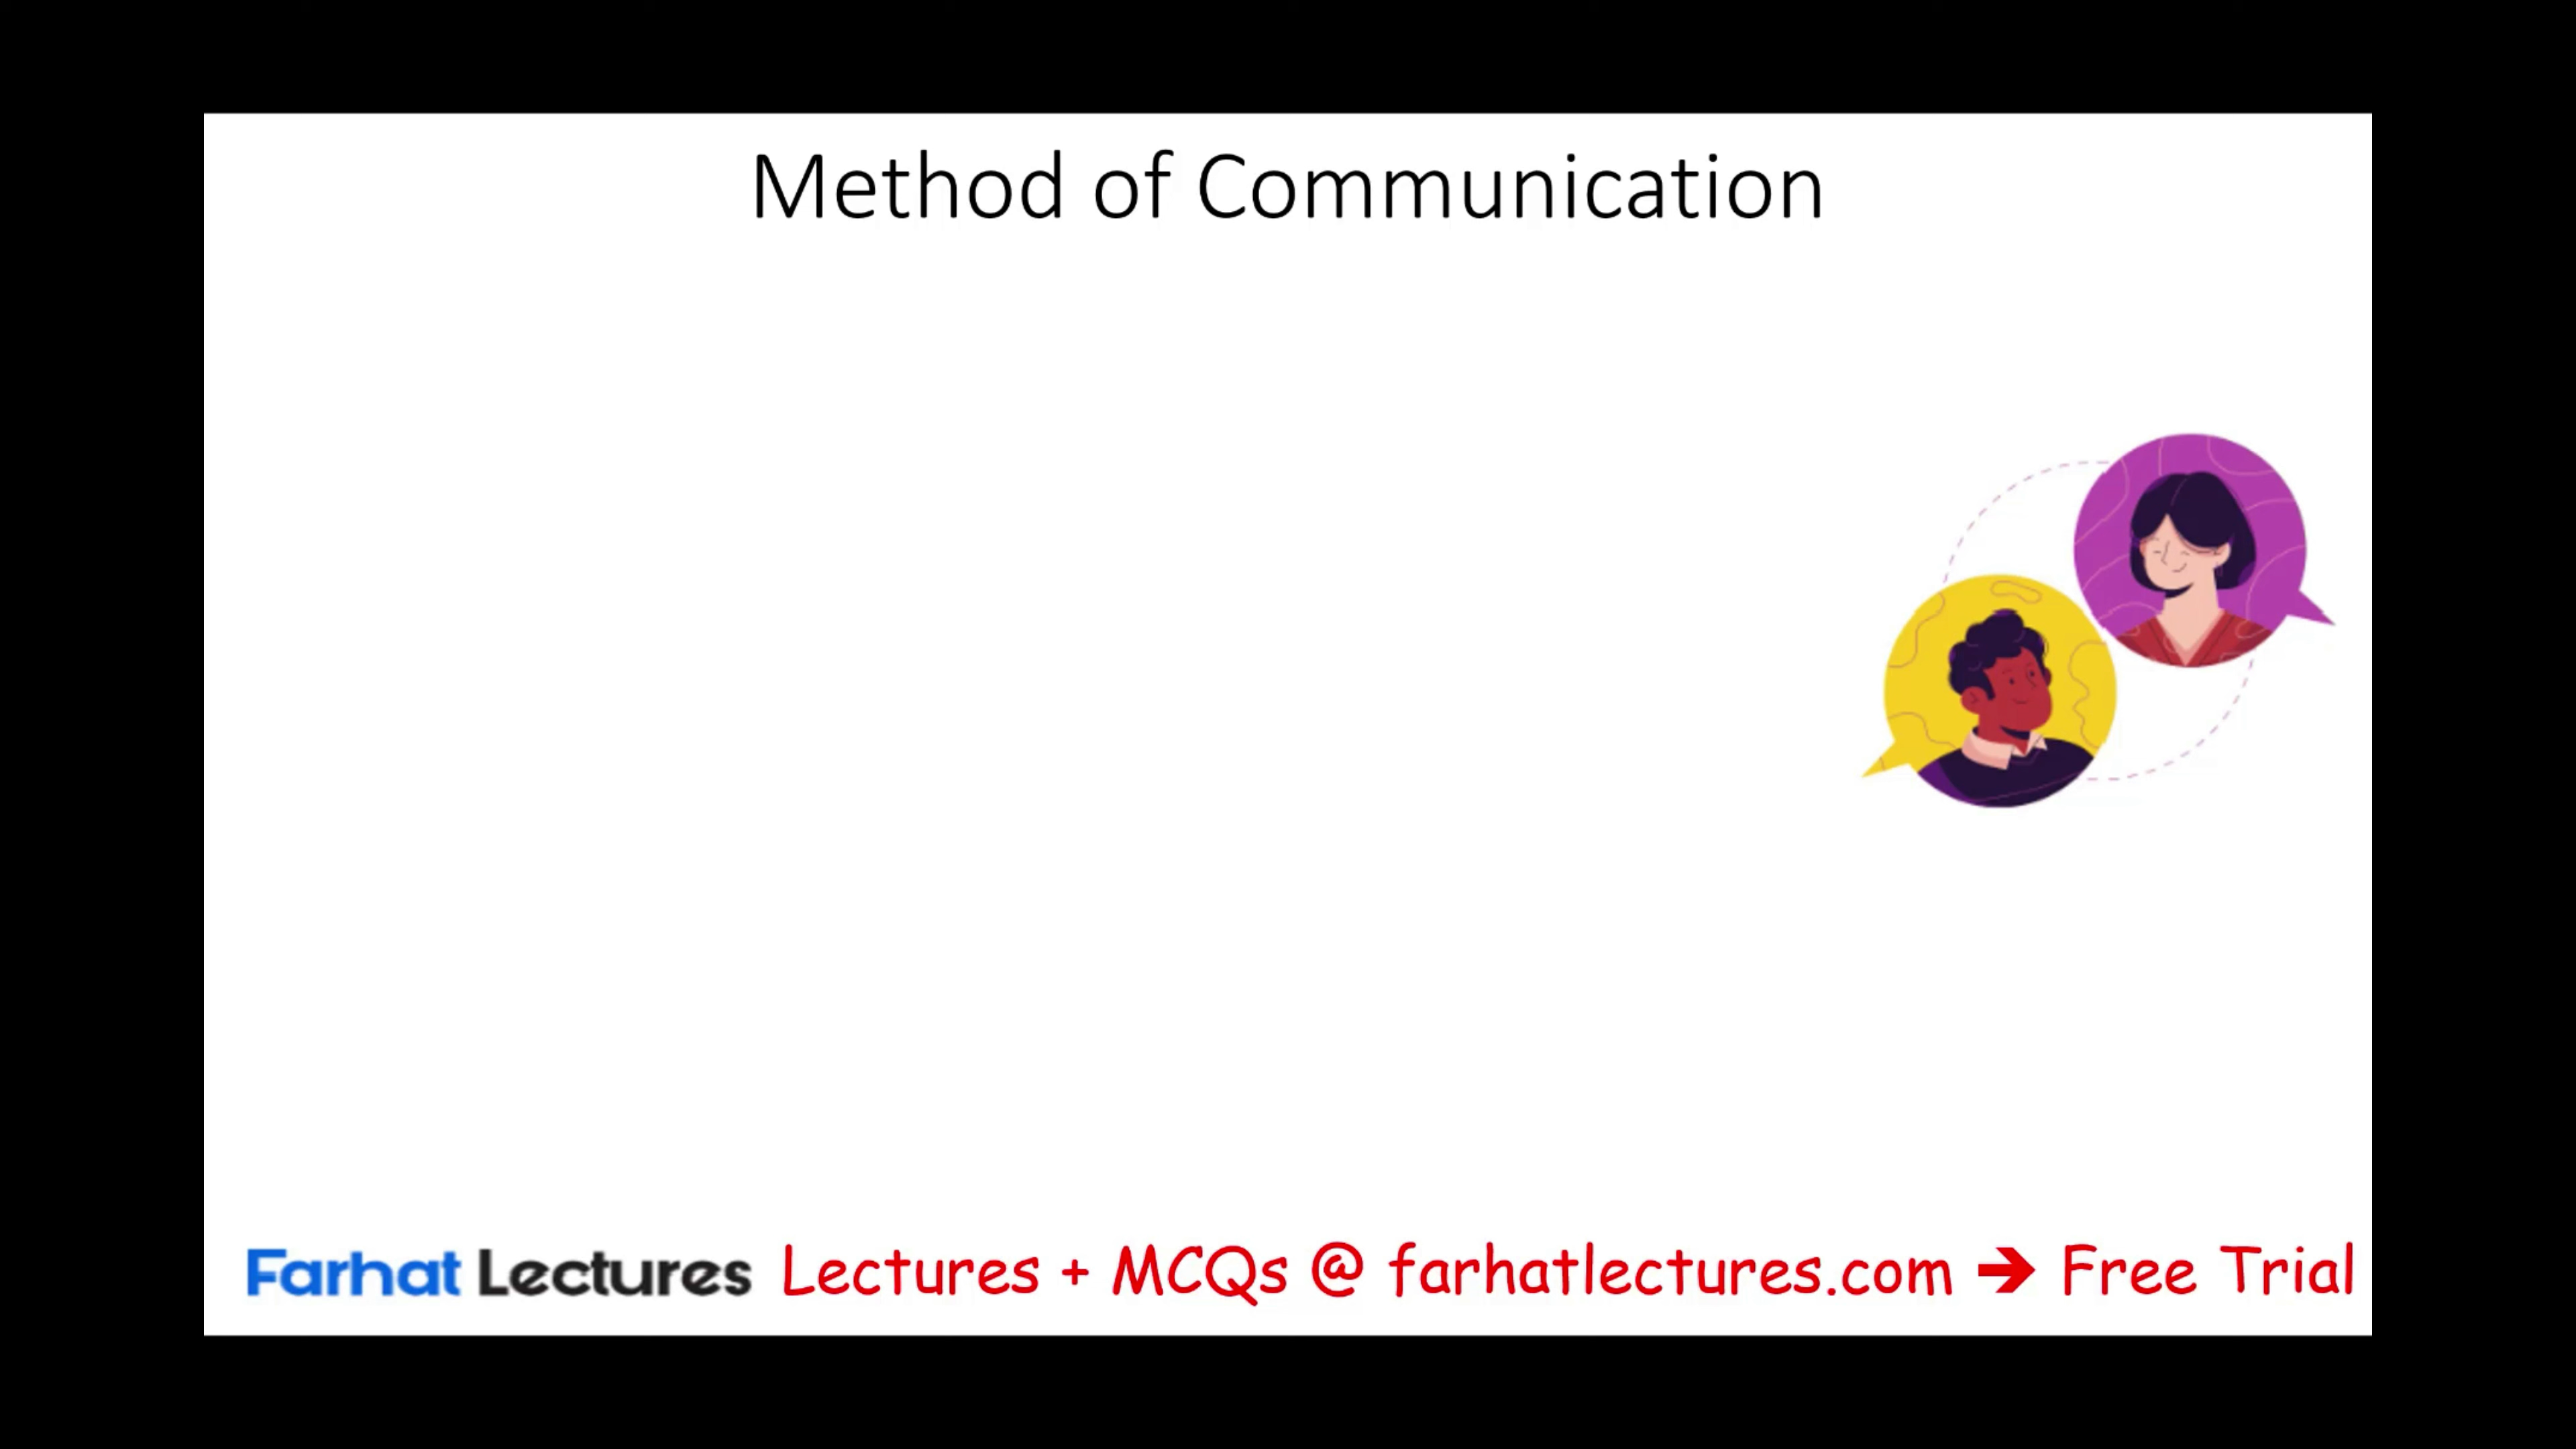 Method of Communication
Farhat Lectures Lectures + MCQs @ farhatlectures.com ➔ Free Trial